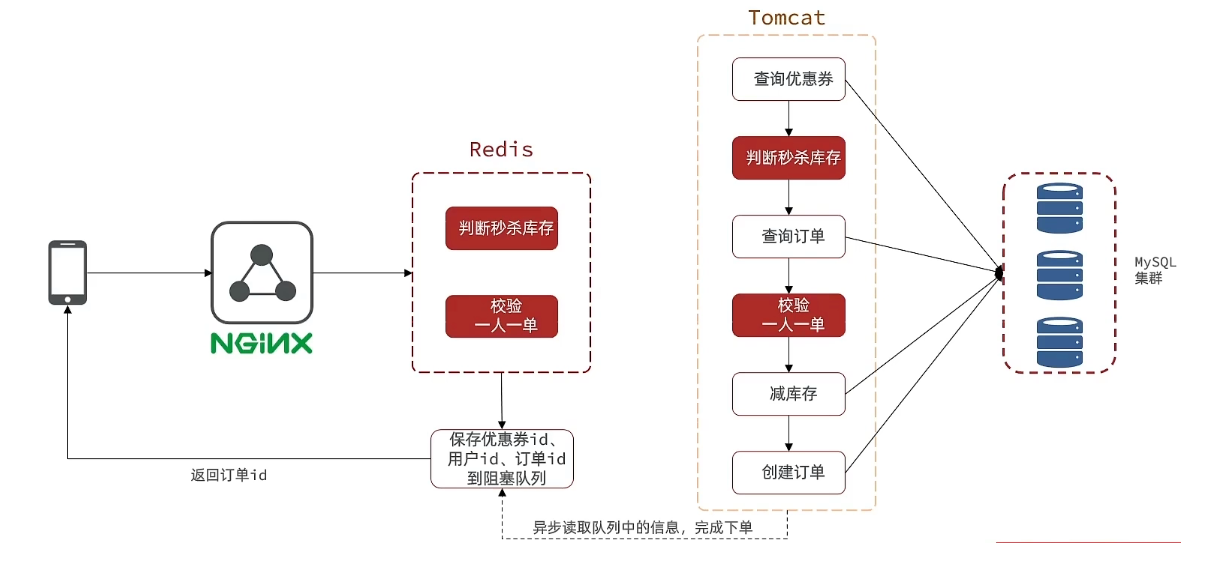 Tomcat
查询优惠券
判断秒杀库存
查询订单
校验
一人一单
减库存
创建订单
Redis
判断秒杀库存
校验
一人一单
NGINX
保存优惠券id、
用户id、订单id
到阻塞队列
返回订单id
异步读取队列中的信息，完成下单
MySQL
集群